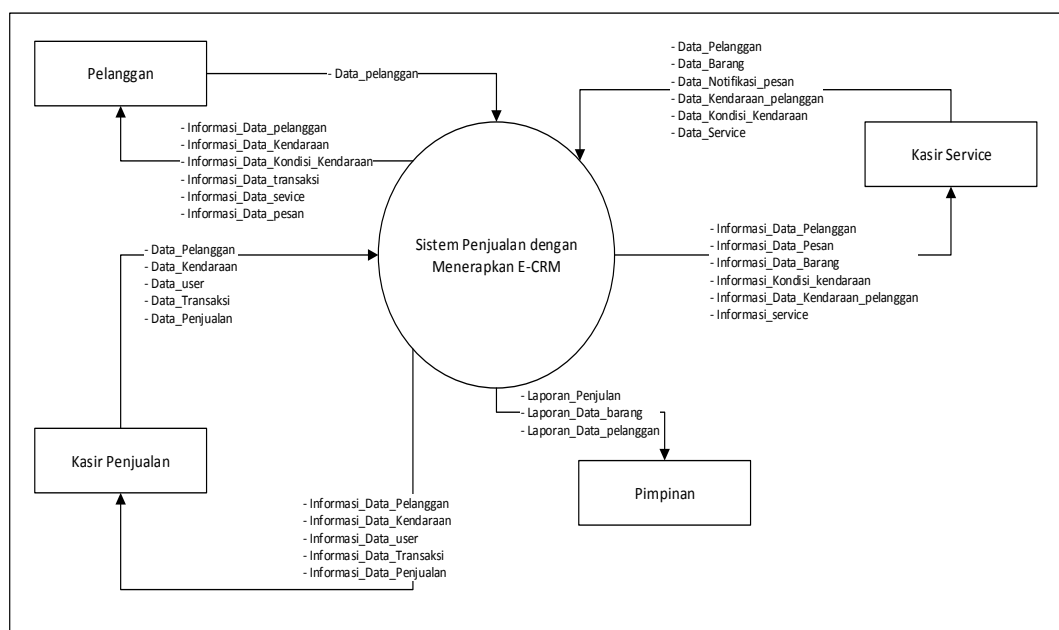 Pelanggan
- Data_pelanggan
- Informasi_Data_pelanggan
- Informasi_Data_Kendaraan
- Informasi_Data_Kondisi_Kendaraan
- Informasi_Data_transaksi
- Informasi_Data_sevice
- Informasi_Data_pesan
- Data_Pelanggan
- Data_Barang
- Data_Notifikasi_pesan
- Data_Kendaraan_pelanggan
- Data_Kondisi_Kendaraan
- Data_Service
Kasir Service
Sistem Penjualan dengan
Menerapkan E-CRM
- Informasi_Data_Pelanggan
- Informasi_Data_Pesan
- Informasi_Data_Barang
- Informasi_Kondisi_kendaraan
- Informasi_Data_Kendaraan_pelanggan
- Informasi_service
- Data_Pelanggan
- Data_Kendaraan
- Data_user
- Data_Transaksi
- Data_Penjualan
Kasir Penjualan
- Laporan_Penjulan
- Laporan_Data_barang
- Laporan_Data_pelanggan
Pimpinan
- Informasi_Data_Pelanggan
- Informasi_Data_Kendaraan
- Informasi_Data_user
- Informasi_Data_Transaksi
- Informasi_Data_Penjualan